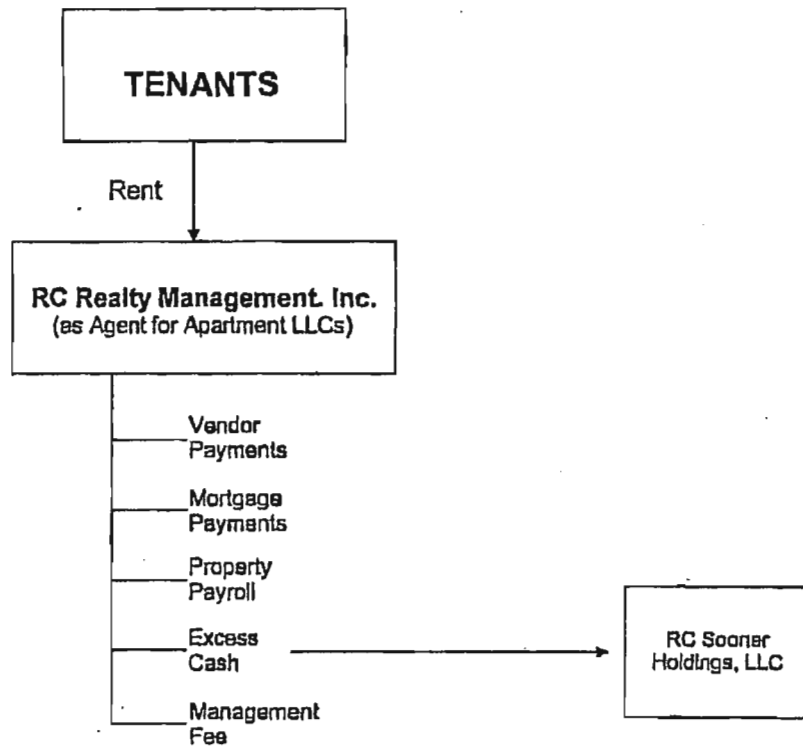 TENANTS
Rent
RC Realty Management. Inc.
(as Agent for Apartment LLCs)
Vendor
Payments
Mortgage
Payments
Property
Payroll
Excess
Cash
RC Sooner
Holdings, LLC
Management
Fee